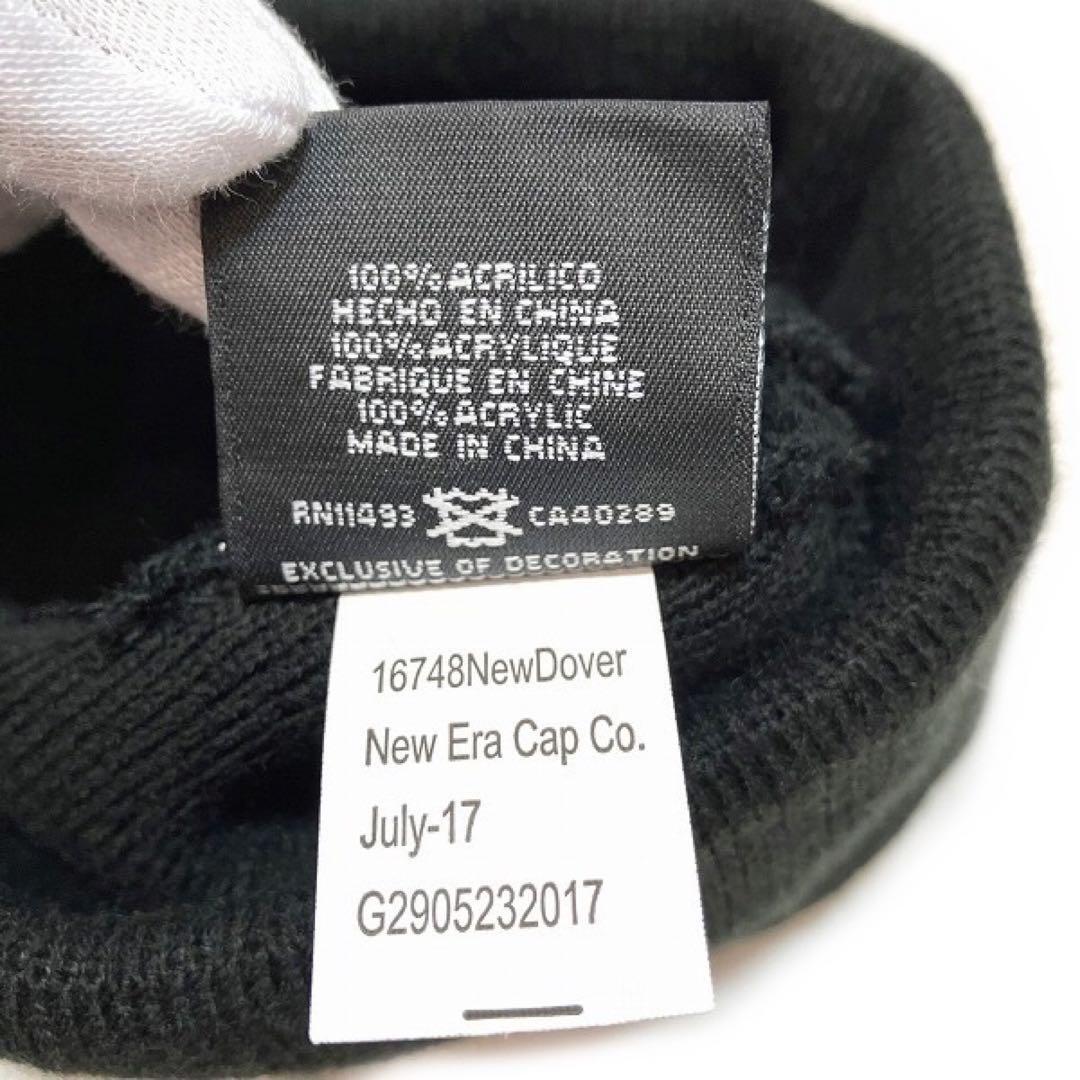 100% ACRILICO
HECHO EN CHINA
100% ACRYLIQUE
FABRIQUE EN CHINE
100% ACRYLIC
MADE IN CHINA
RN11493 CA40289
EXCLUSIVE OF DECORATION
16748NewDover
New Era Cap Co.
July-17
G2905232017